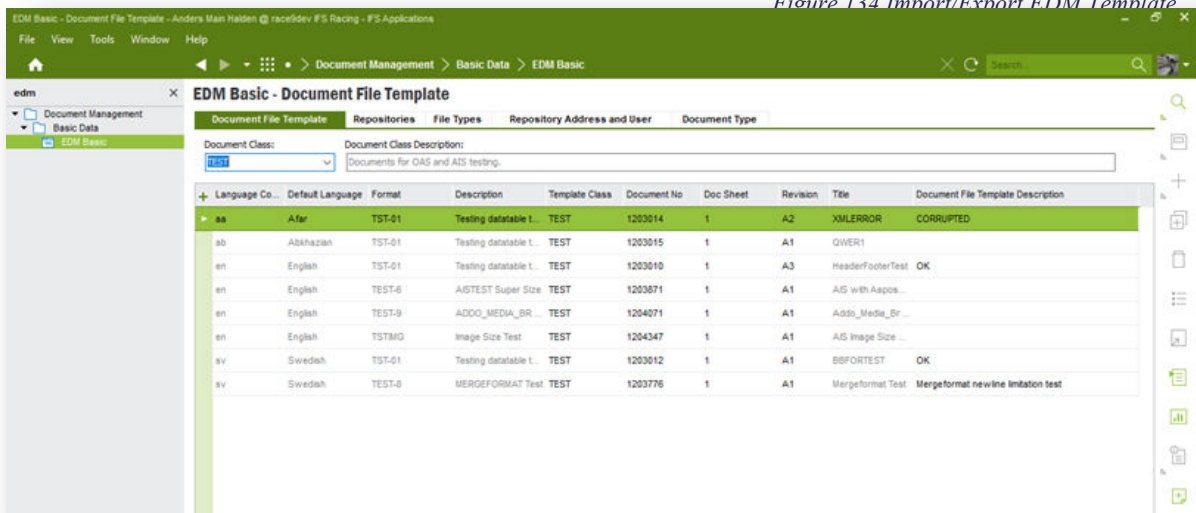 Figure 134 Import/Export EDM Template
EDM Basic - Document File Template - Anders Main Halden @ race9dev IFS Racing - IFS Applications
File View Tools Window Help
> Document Management > Basic Data > EDM Basic
Search...
edm
Document Management
Basic Data
EDM Basic
EDM Basic - Document File Template
Document File Template Repositories File Types Repository Address and User Document Type
Document Class: Document Class Description:
TEST Documents for OAS and AIS testing.
Language Co... Default Language Format Description Template Class Document No Doc Sheet Revision Title Document File Template Description
aa Afar TST-01 Testing datatable t... TEST 1203014 1 A2 XMLERROR CORRUPTED
ab Abkhazian TST-01 Testing datatable t... TEST 1203015 1 A1 QWER1
en English TST-01 Testing datatable t... TEST 1203010 1 A3 HeaderFooterTest OK
en English TEST-6 AISTEST Super Size TEST 1203871 1 A1 AIS with Aspos...
en English TEST-9 ADDO_MEDIA_BR... TEST 1204071 1 A1 Addo_Media_Br...
en English TSTIMG Image Size Test TEST 1204347 1 A1 AIS Image Size ...
sv Swedish TST-01 Testing datatable t... TEST 1203012 1 A1 BBFORTEST OK
sv Swedish TEST-8 MERGEFORMAT Test TEST 1203776 1 A1 Mergeformat Test Mergeformat newline limitation test